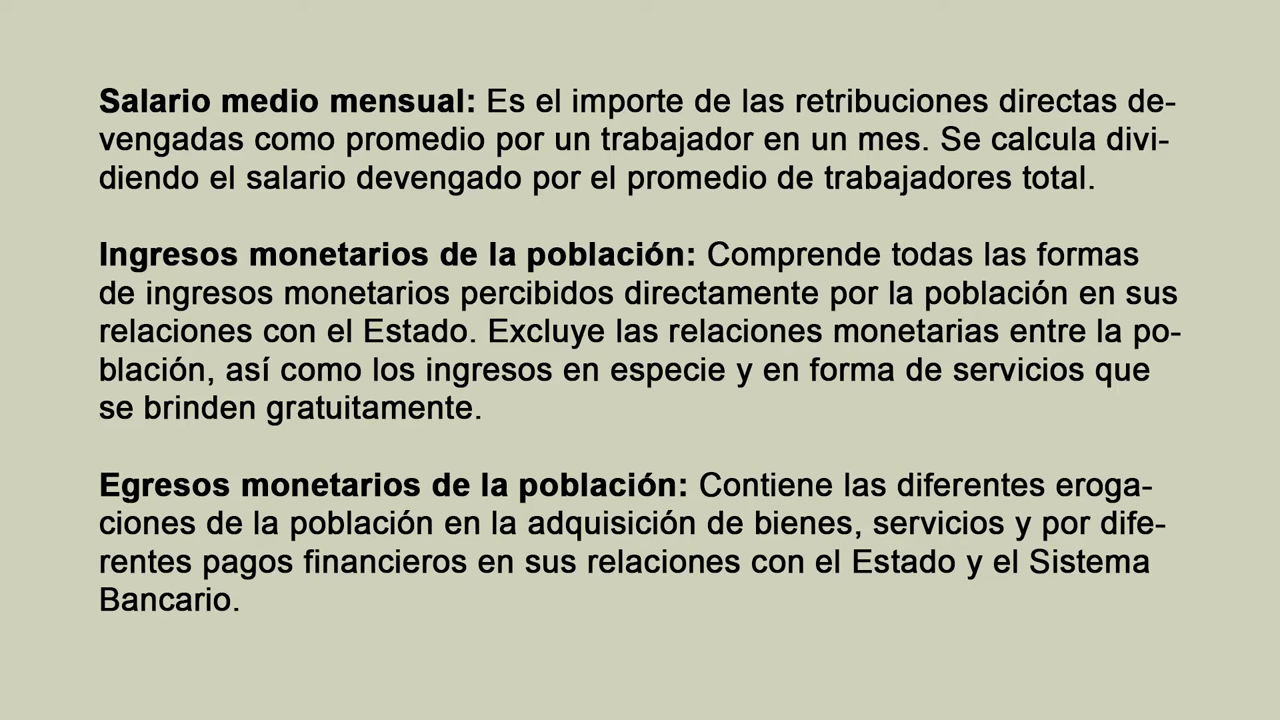 Salario medio mensual: Es el importe de las retribuciones directas de-
vengadas como promedio por un trabajador en un mes. Se calcula divi-
diendo el salario devengado por el promedio de trabajadores total.
Ingresos monetarios de la población: Comprende todas las formas
de ingresos monetarios percibidos directamente por la población en sus
relaciones con el Estado. Excluye las relaciones monetarias entre la po-
blación, así como los ingresos en especie y en forma de servicios que
se brinden gratuitamente.
Egresos monetarios de la población: Contiene las diferentes eroga-
ciones de la población en la adquisición de bienes, servicios y por dife-
rentes pagos financieros en sus relaciones con el Estado y el Sistema
Bancario.